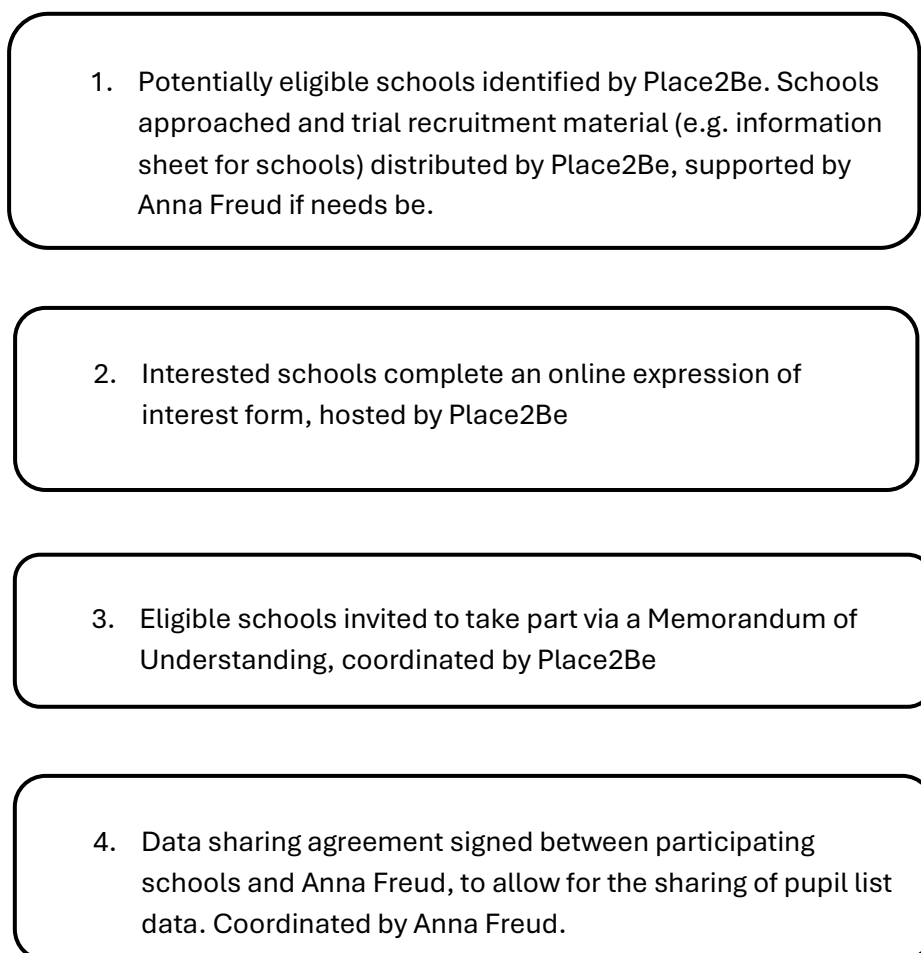 1. Potentially eligible schools identified by Place2Be. Schools
approached and trial recruitment material (e.g. information
sheet for schools) distributed by Place2Be, supported by
Anna Freud if needs be.
2. Interested schools complete an online expression of
interest form, hosted by Place2Be
3. Eligible schools invited to take part via a Memorandum of
Understanding, coordinated by Place2Be
4. Data sharing agreement signed between participating
schools and Anna Freud, to allow for the sharing of pupil list
data. Coordinated by Anna Freud.